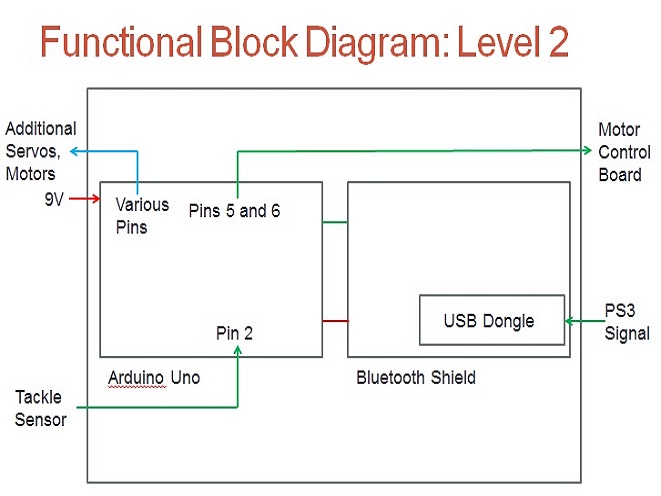 Functional Block Diagram: Level 2
Additional
Servos,
Motors
9V
Various
Pins
Pins 5 and 6
Motor
Control
Board
Pin 2
USB Dongle
PS3
Signal
Arduino Uno
Bluetooth Shield
Tackle
Sensor